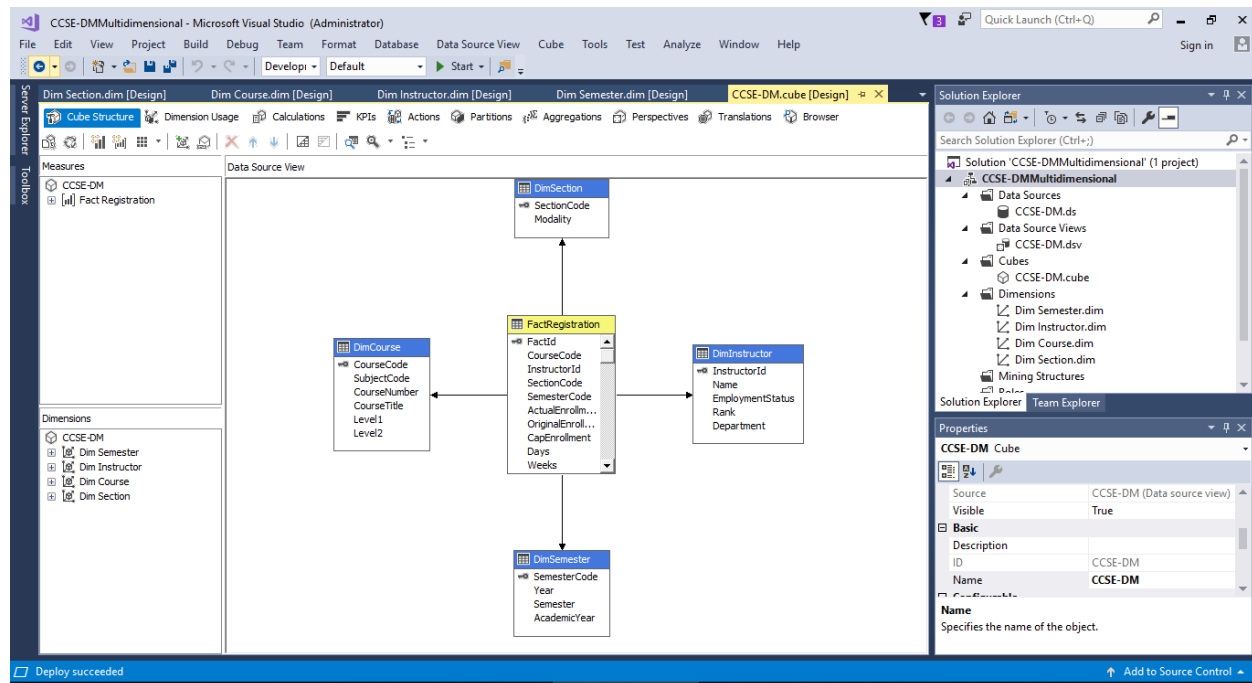 CCSE-DMMultidimensional - Microsoft Visual Studio (Administrator)
3
Quick Launch (Ctrl+Q)
File Edit View Project Build Debug Team Format Database Data Source View Cube Tools Test Analyze Window Help
Sign in
Developı Default Start
Server Explorer
Toolbox
Dim Section.dim [Design] Dim Course.dim [Design] Dim Instructor.dim [Design] Dim Semester.dim [Design] CCSE-DM.cube [Design]
Cube Structure Dimension Usage Calculations KPIs Actions Partitions Aggregations Perspectives Translations Browser
Measures
CCSE-DM
Fact Registration
Dimensions
CCSE-DM
Dim Semester
Dim Instructor
Dim Course
Dim Section
Data Source View
DimSection
SectionCode
Modality
FactRegistration
FactId
CourseCode
InstructorId
SectionCode
SemesterCode
ActualEnrollm...
OriginalEnroll...
CapEnrollment
Days
Weeks
DimCourse
CourseCode
SubjectCode
CourseNumber
CourseTitle
Level1
Level2
DimInstructor
InstructorId
Name
EmploymentStatus
Rank
Department
DimSemester
SemesterCode
Year
Semester
AcademicYear
Solution Explorer
Search Solution Explorer (Ctrl+;)
Solution 'CCSE-DMMultidimensional' (1 project)
CCSE-DMMultidimensional
Data Sources
CCSE-DM.ds
Data Source Views
CCSE-DM.dsv
Cubes
CCSE-DM.cube
Dimensions
Dim Semester.dim
Dim Instructor.dim
Dim Course.dim
Dim Section.dim
Mining Structures
Solution Explorer Team Explorer
Properties
CCSE-DM Cube
Source CCSE-DM (Data source view)
Visible True
Basic
Description
ID CCSE-DM
Name CCSE-DM
Name
Specifies the name of the object.
Deploy succeeded
Add to Source Control